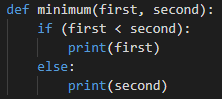 def minimum(first, second):
    if (first < second):
        print(first)
    else:
        print(second)